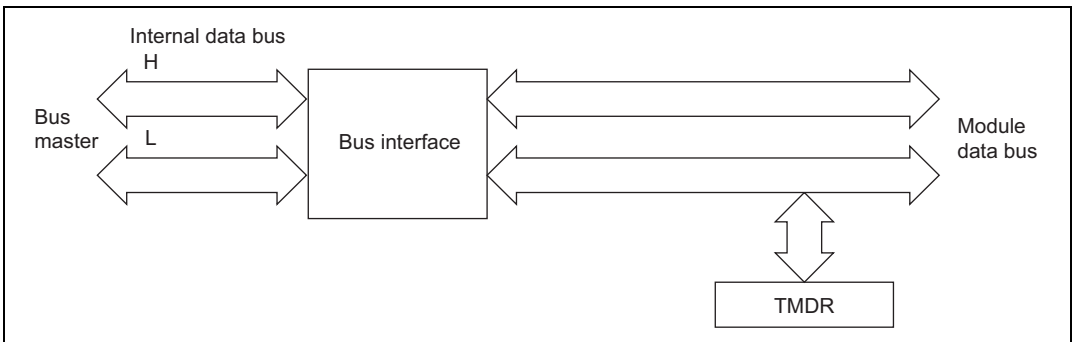 Internal data bus
H
Bus
master
L
Bus interface
Module
data bus
TMDR